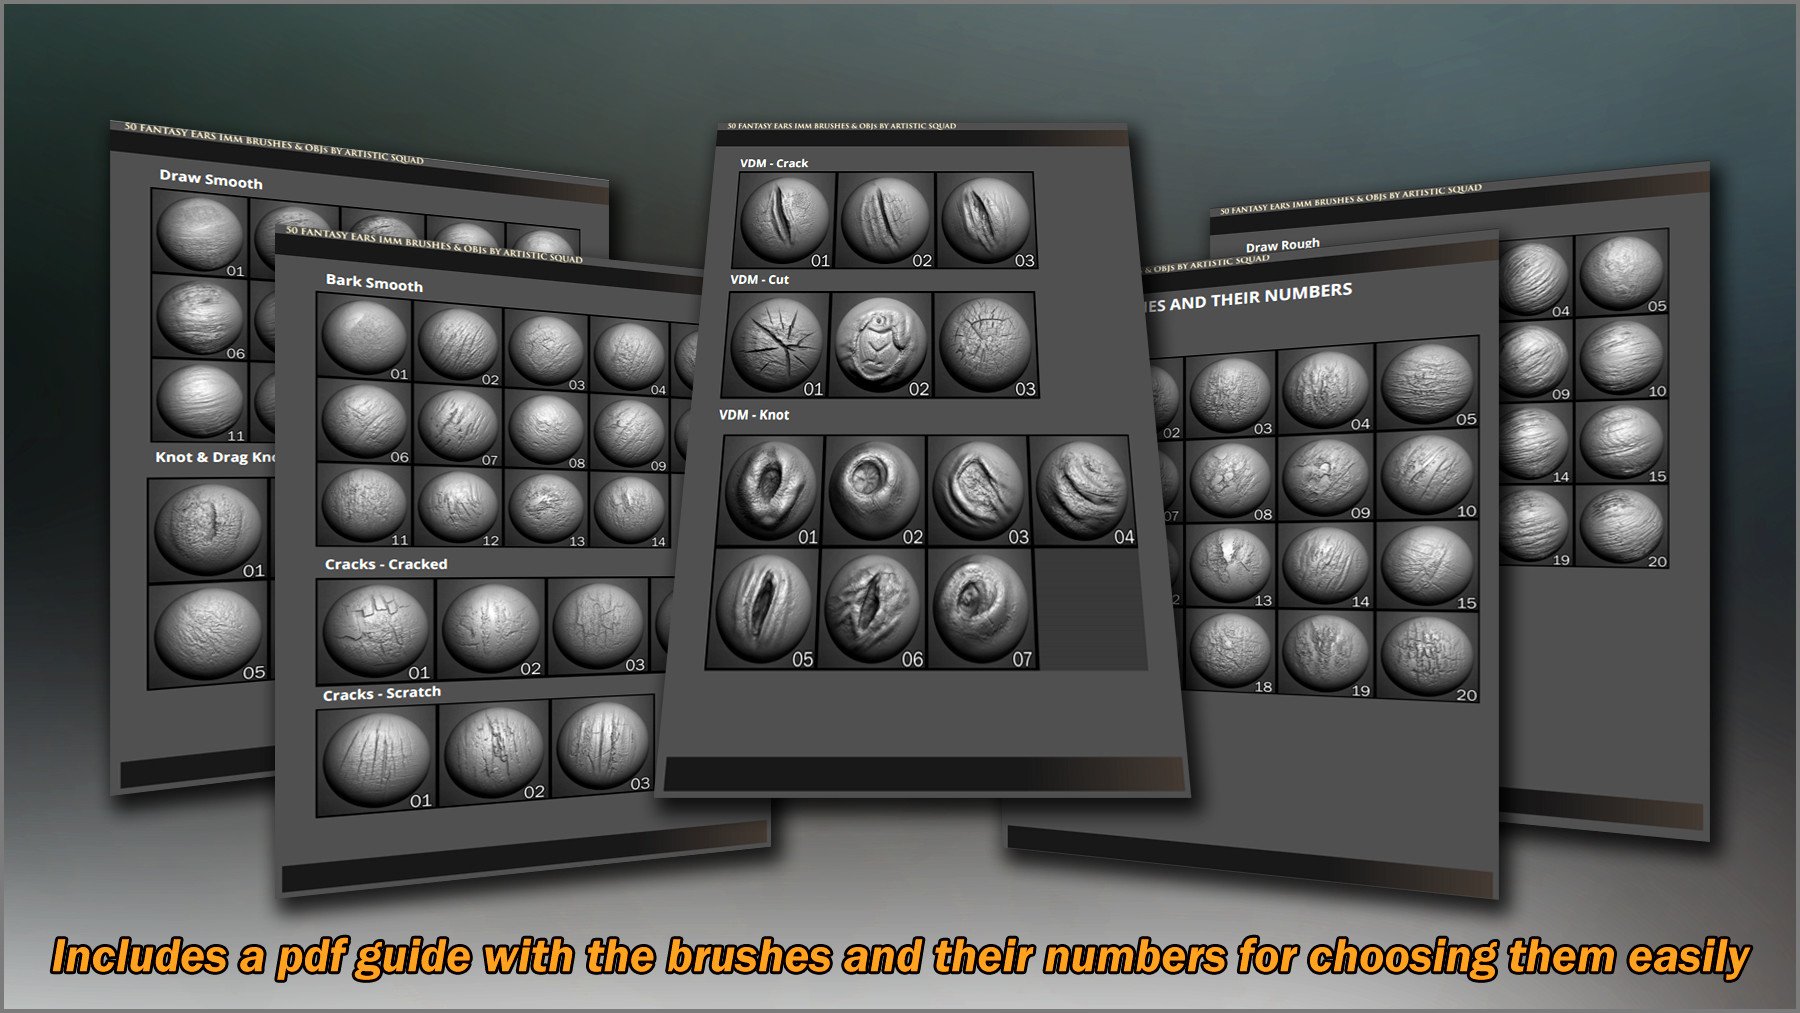 50 FANTASY EARS IMM BRUSHES & OBJs BY ARTISTIC SQUAD
Draw Smooth
01
06
11
Knot & Drag Kno
01
05
50 FANTASY EARS IMM BRUSHES & OBJs BY ARTISTIC SQUAD
Bark Smooth
01 02 03 04
06 07 08 09
11 12 13 14
Cracks - Cracked
01 02 03
Cracks - Scratch
01 02 03
50 FANTASY EARS IMM BRUSHES & OBJs BY ARTISTIC SQUAD
VDM - Crack
01 02 03
VDM - Cut
01 02 03
VDM - Knot
01 02 03 04
05 06 07
& OBJs BY ARTISTIC SQUAD
ES AND THEIR NUMBERS
02 03 04 05
07 08 09 10
2 13 14 15
18 19 20
50 FANTASY EARS IMM BRUSHES & OBJs BY ARTISTIC SQUAD
Draw Rough
04 05
09 10
14 15
19 20
Includes a pdf guide with the brushes and their numbers for choosing them easily